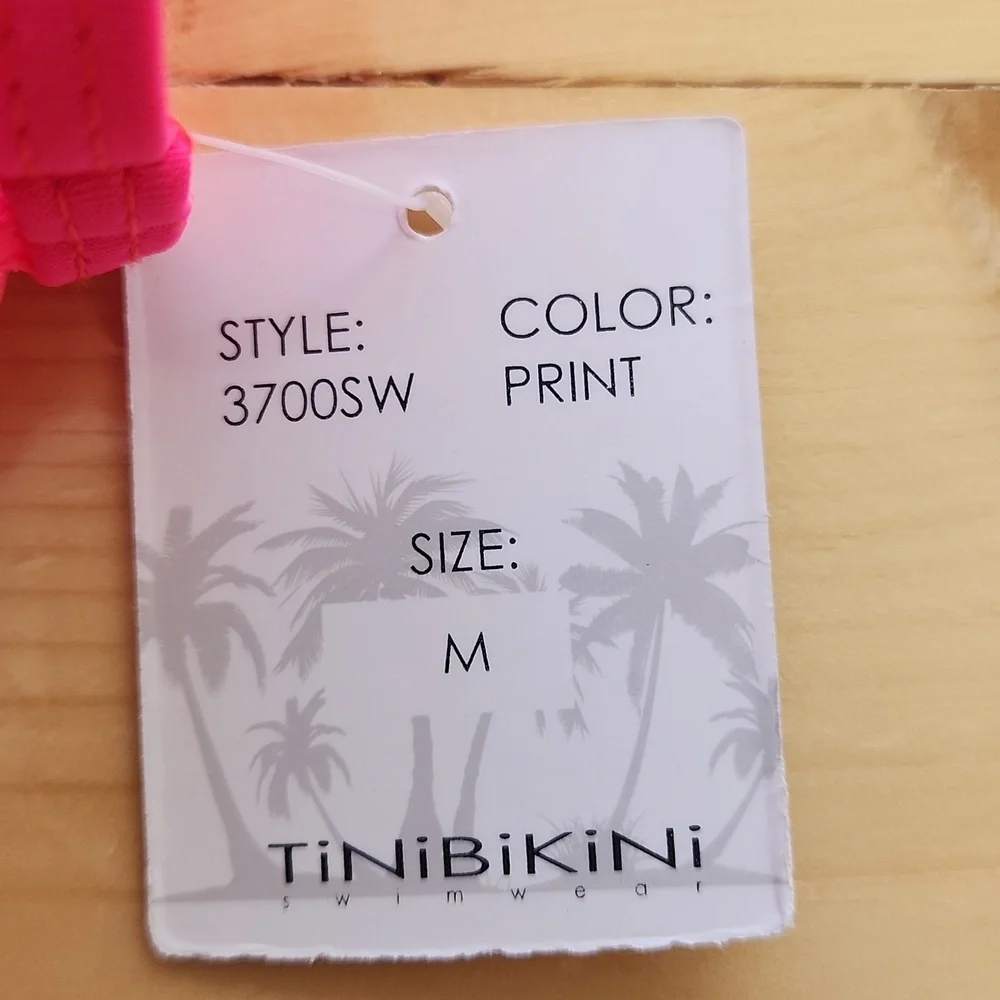 STYLE:
3700SW
COLOR:
PRINT
SIZE:
M
TiNiBiKiNi
swimwear